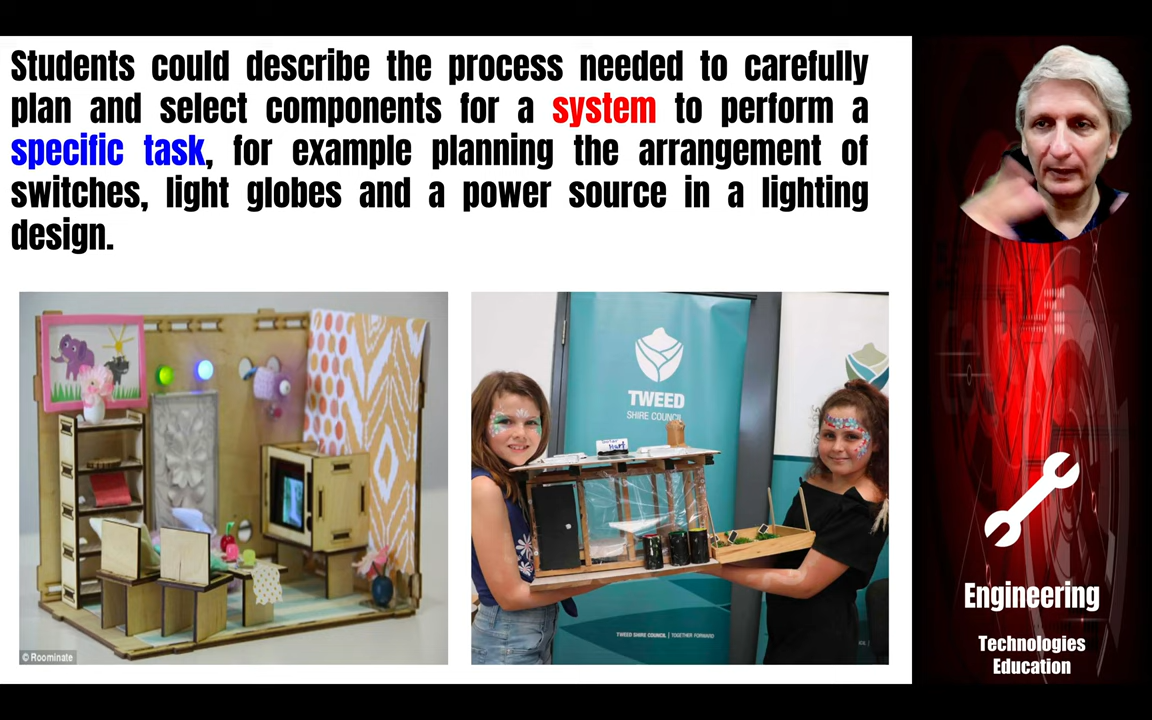 Students could describe the process needed to carefully
plan and select components for a system to perform a
specific task, for example planning the arrangement of
switches, light globes and a power source in a lighting
design.
TWEED
SHIRE COUNCIL
TWEED SHIRE COUNCIL | TOGETHER FORWARD
© Roominate
Engineering
Technologies
Education